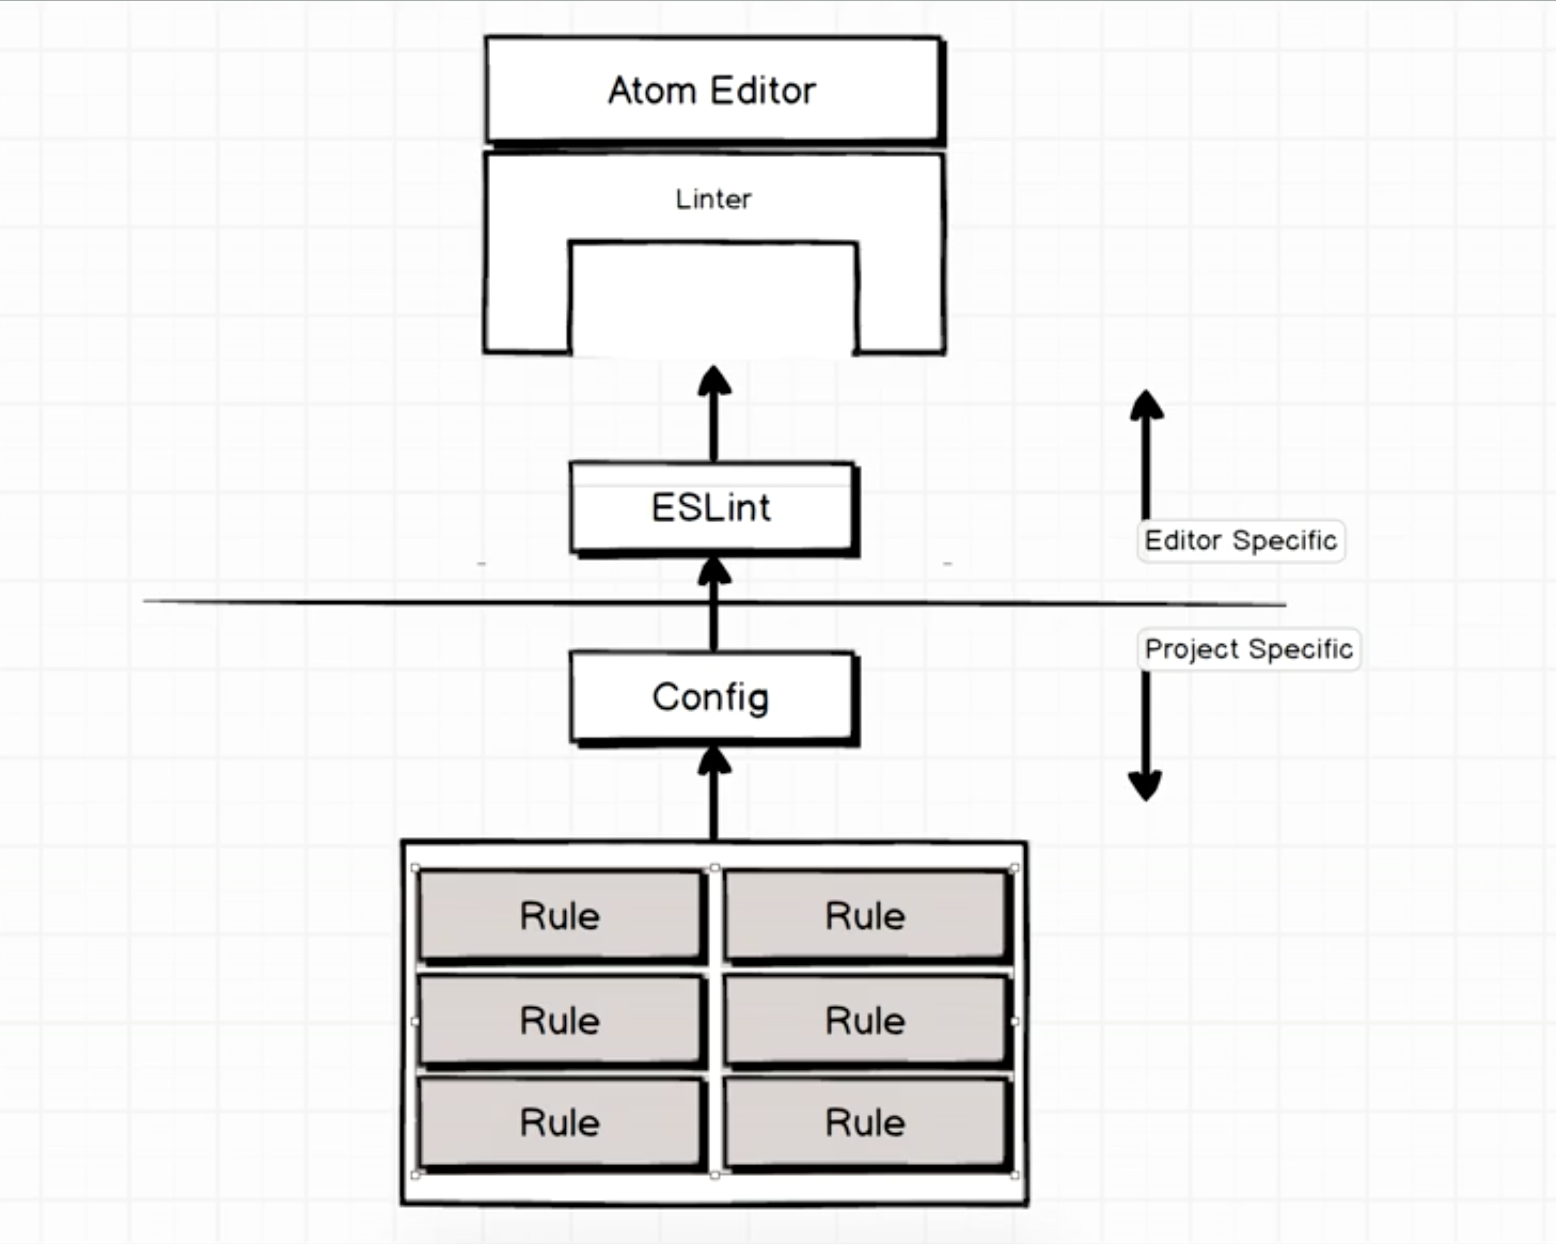 Atom Editor
Linter
ESLint
Editor Specific
Project Specific
Config
Rule Rule
Rule Rule
Rule Rule